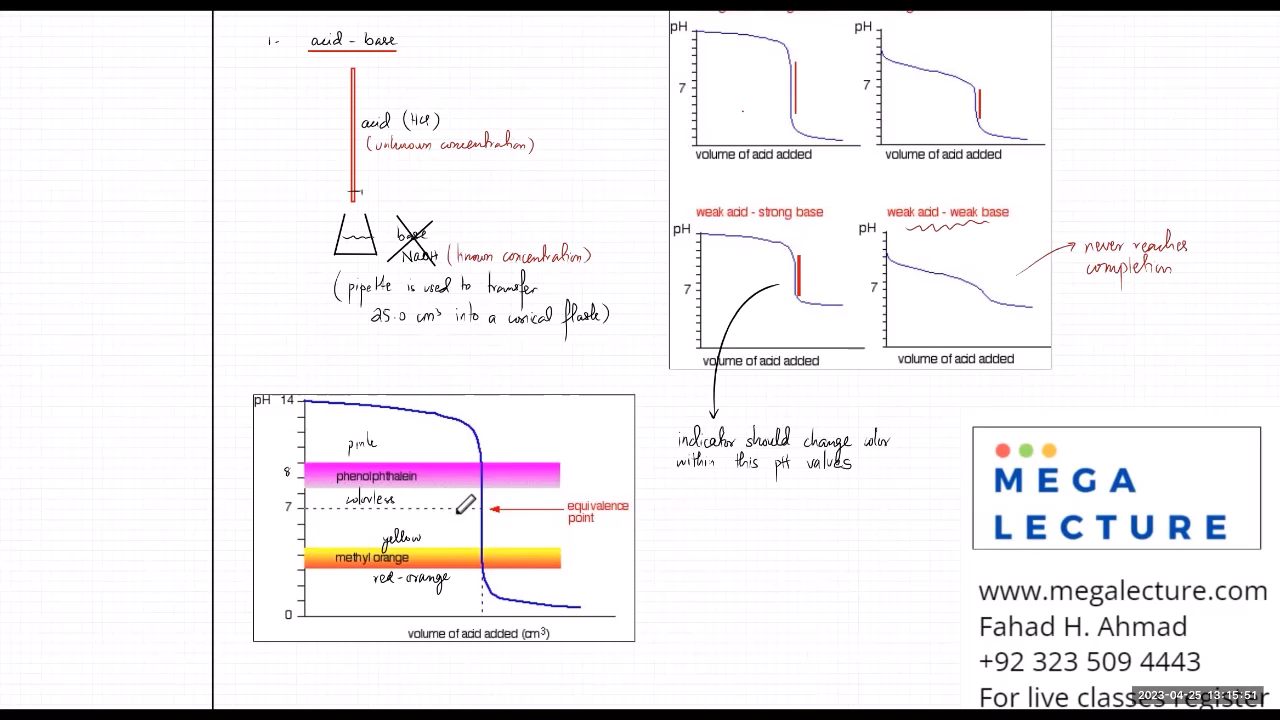 1- acid - base
acid (HCl)
(unknown concentration)
base
NaOH (known concentration)
(pipette is used to transfer
25.0 cm³ into a conical flask)
pH
7
volume of acid added
pH
7
volume of acid added
weak acid - strong base
pH
7
volume of acid added
weak acid - weak base
pH
7
volume of acid added
never reaches
completion
indicator should change color
within this pH values
pH 14
pink
8
phenolphthalein
colorless
7
equivalence
point
yellow
methyl orange
red-orange
0
volume of acid added (cm³)
MEGA
LECTURE
www.megalecture.com
Fahad H. Ahmad
+92 323 509 4443
For live classes register
2023-04-25 13:15:51